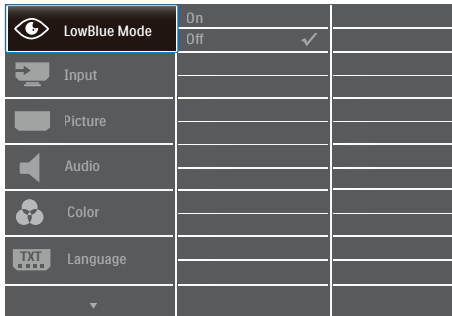 LowBlue Mode
On
Off
Input
Picture
Audio
Color
TXT
Language